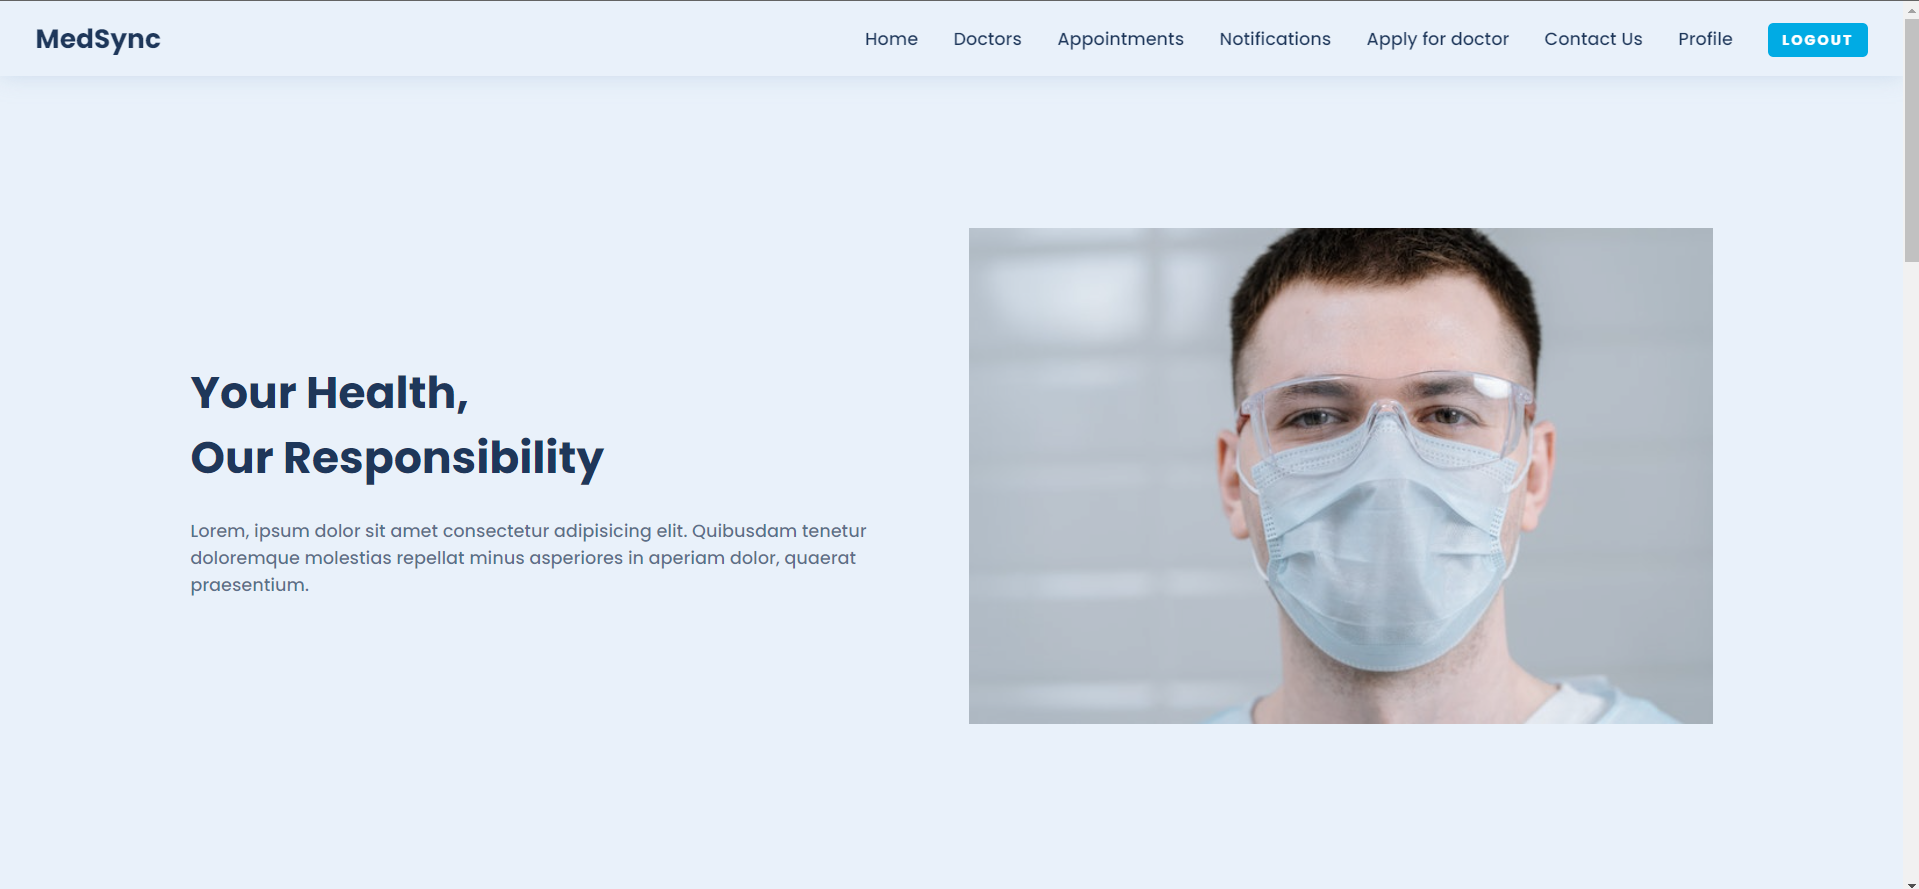 MedSync
Home Doctors Appointments Notifications Apply for doctor Contact Us Profile LOGOUT
Your Health,
Our Responsibility
Lorem, ipsum dolor sit amet consectetur adipisicing elit. Quibusdam tenetur
doloremque molestias repellat minus asperiores in aperiam dolor, quaerat
praesentium.